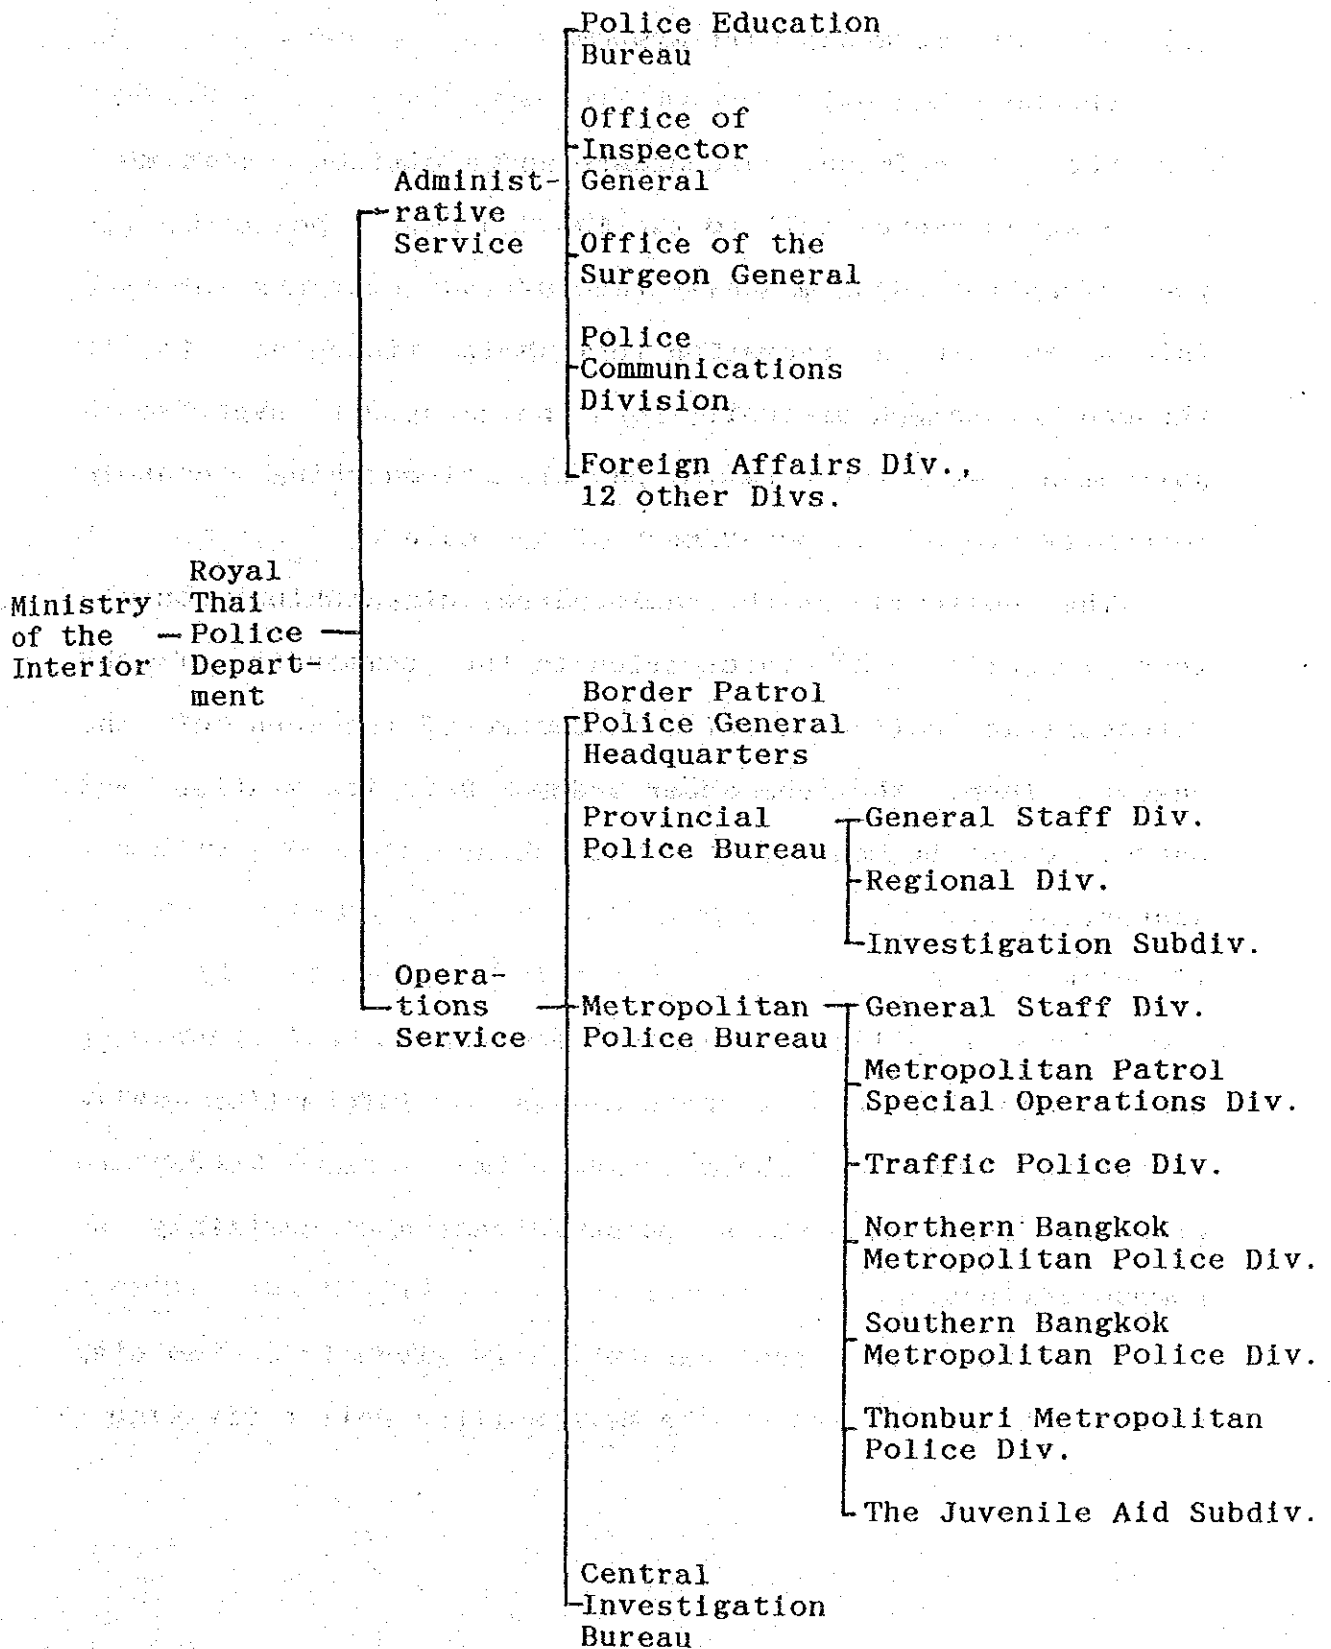 Police Education
Bureau
Office of
Inspector
General
Administ-
rative
Service
Office of the
Surgeon General
Police
Communications
Division
Foreign Affairs Div.,
12 other Divs.
Ministry
of the
Interior
Royal
Thai
Police
Depart-
ment
Border Patrol
Police General
Headquarters
Provincial
Police Bureau
General Staff Div.
Regional Div.
Investigation Subdiv.
Opera-
tions
Service
Metropolitan
Police Bureau
General Staff Div.
Metropolitan Patrol
Special Operations Div.
Traffic Police Div.
Northern Bangkok
Metropolitan Police Div.
Southern Bangkok
Metropolitan Police Div.
Thonburi Metropolitan
Police Div.
The Juvenile Aid Subdiv.
Central
Investigation
Bureau